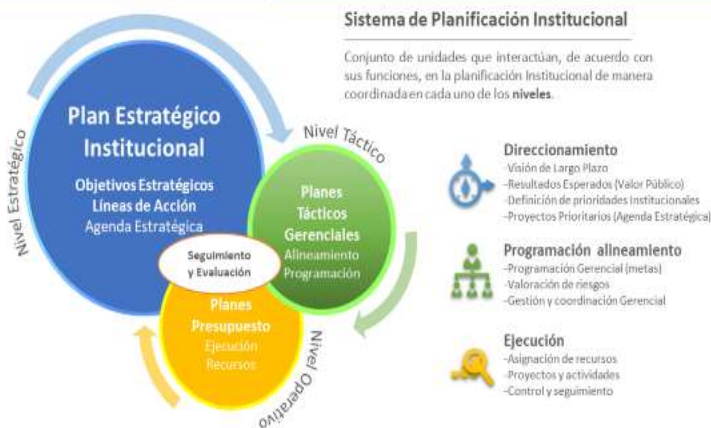 Sistema de Planificación Institucional
Conjunto de unidades que interactúan, de acuerdo con
sus funciones, en la planificación Institucional de manera
coordinada en cada uno de los niveles.
Nivel Estratégico
Plan Estratégico
Institucional
Objetivos Estratégicos
Líneas de Acción
Agenda Estratégica
Nivel Táctico
Planes
Tácticos
Gerenciales
Alineamiento
Programación
Seguimiento
y Evaluación
Planes
Presupuesto
Ejecución
Recursos
Nivel Operativo
Direccionamiento
-Visión de Largo Plazo
-Resultados Esperados (Valor Público)
-Definición de prioridades Institucionales
-Proyectos Prioritarios (Agenda Estratégica)
Programación alineamiento
-Programación Gerencial (metas)
-Valoración de riesgos
-Gestión y coordinación Gerencial
Ejecución
-Asignación de recursos
-Proyectos y actividades
-Control y seguimiento